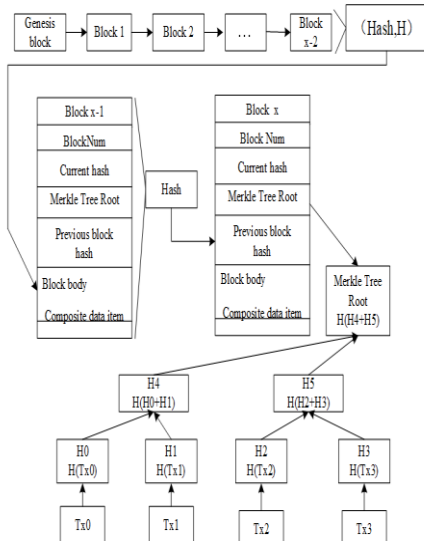 Genesis
block
Block 1
Block 2
...
Block
x-2
(Hash,H)
Block x-1
BlockNum
Current hash
Merkle Tree Root
Previous block
hash
Block body
Composite data item
Hash
Block x
Block Num
Current hash
Merkle Tree Root
Previous block
hash
Block body
Composite data item
Merkle Tree
Root
H(H4+H5)
H4
H(H0+H1)
H5
H(H2+H3)
H0
H(Tx0)
H1
H(Tx1)
H2
H(Tx2)
H3
H(Tx3)
Tx0
Tx1
Tx2
Tx3